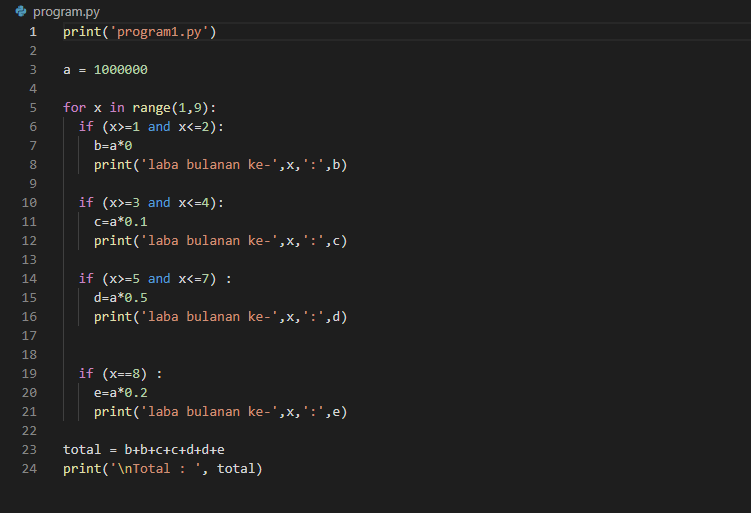 program.py
1 print('program1.py')
2
3 a = 1000000
4
5 for x in range(1,9):
6   if (x>=1 and x<=2):
7     b=a*0
8     print('laba bulanan ke-',x,':',b)
9
10   if (x>=3 and x<=4):
11     c=a*0.1
12     print('laba bulanan ke-',x,':',c)
13
14   if (x>=5 and x<=7) :
15     d=a*0.5
16     print('laba bulanan ke-',x,':',d)
17
18
19   if (x==8) :
20     e=a*0.2
21     print('laba bulanan ke-',x,':',e)
22
23 total = b+b+c+c+d+d+e
24 print('\nTotal : ', total)